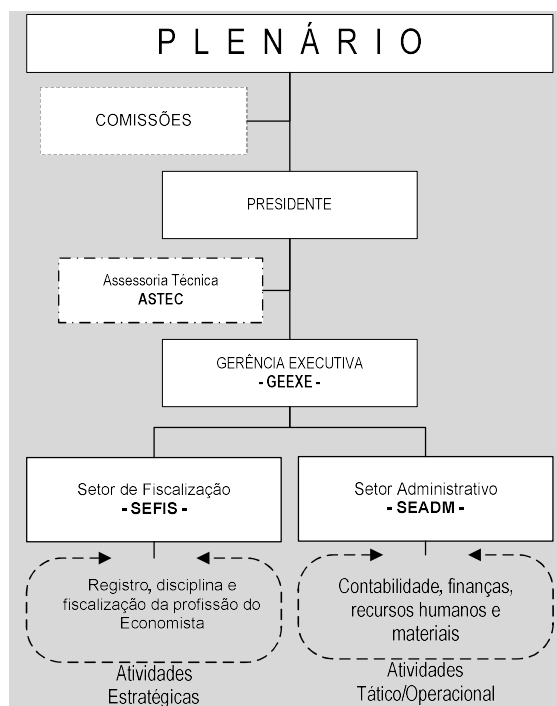 PLENÁRIO
COMISSÕES
PRESIDENTE
Assessoria Técnica
ASTEC
GERÊNCIA EXECUTIVA
- GEEXE -
Setor de Fiscalização
- SEFIS -
Setor Administrativo
- SEADM -
Registro, disciplina e
fiscalização da profissão do
Economista
Contabilidade, finanças,
recursos humanos e
materiais
Atividades
Estratégicas
Atividades
Tático/Operacional